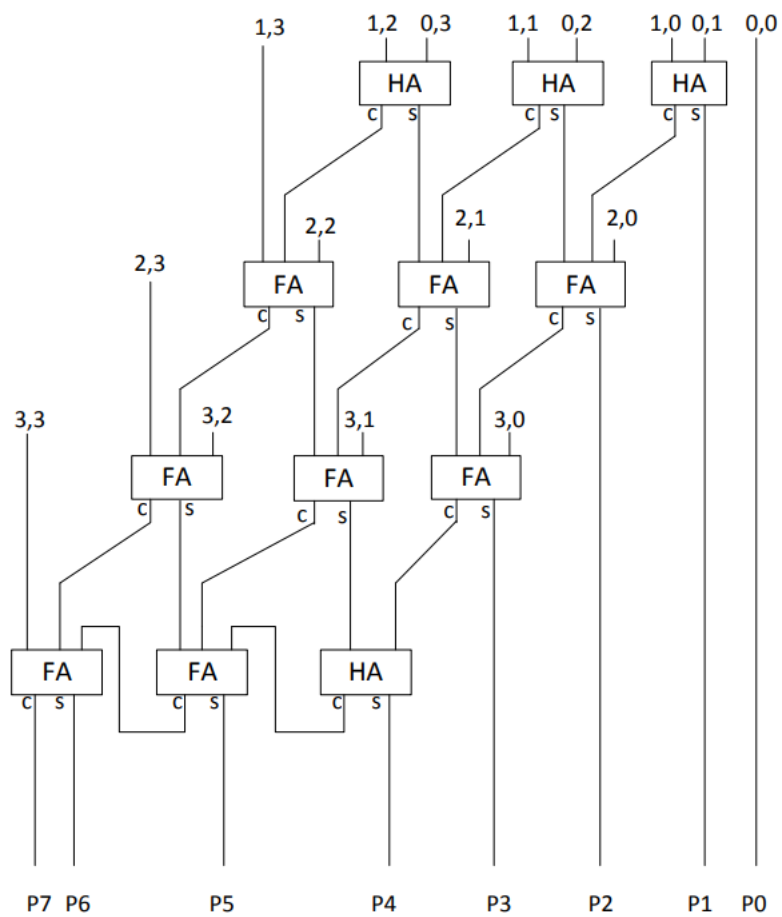 1,3 1,2 0,3 1,1 0,2 1,0 0,1 0,0
HA HA HA
c s c s c s
2,2 2,1 2,0
2,3
FA FA FA
c s c s c s
3,3 3,2 3,1 3,0
FA FA FA
c s c s c s
FA FA HA
c s c s c s
P7 P6 P5 P4 P3 P2 P1 P0